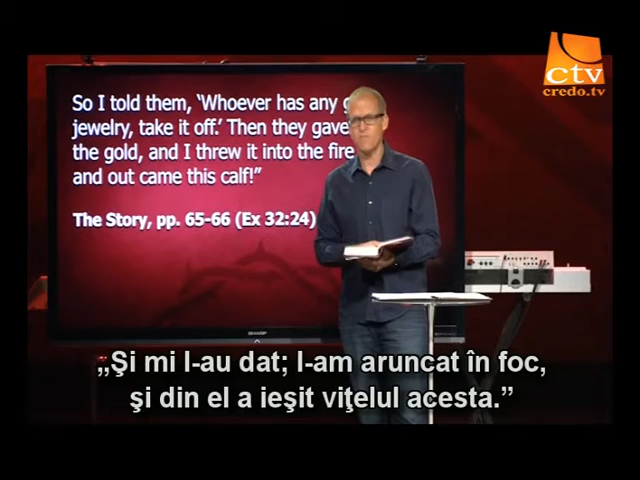 ctv
credo.tv
So I told them, ‘Whoever has any
jewelry, take it off.’ Then they gave
the gold, and I threw it into the fire
and out came this calf!”
The Story, pp. 65-66 (Ex 32:24)
SHARP
„Şi mi l-au dat; l-am aruncat în foc,
şi din el a ieşit viţelul acesta.”